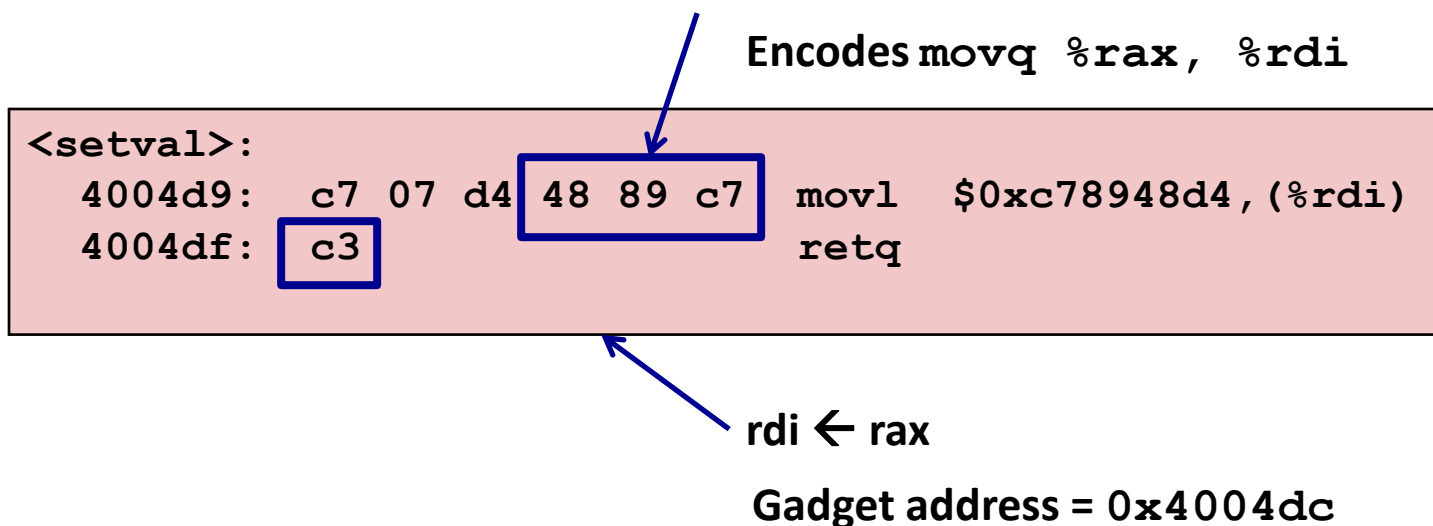 Encodes movq %rax, %rdi
<setval>:
4004d9: c7 07 d4 48 89 c7 movl $0xc78948d4,(%rdi)
4004df: c3 retq
rdi ← rax
Gadget address = 0x4004dc